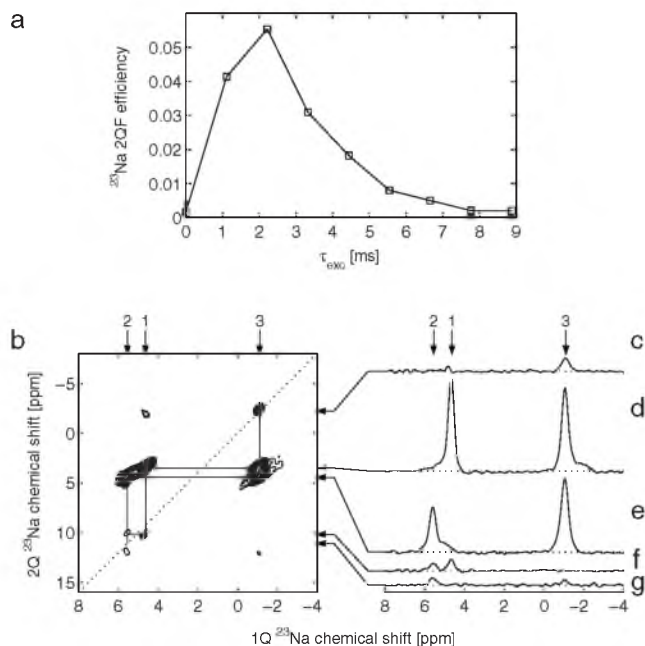 a
²³Na 2QF efficiency
0.05
0.04
0.03
0.02
0.01
0
0 1 2 3 4 5 6 7 8 9
τexc [ms]
b
2 1 3
2Q ²³Na chemical shift [ppm]
-5
0
5
10
15
8 6 4 2 0 -2 -4
2 1 3
c
d
e
f
g
8 6 4 2 0 -2 -4
1Q ²³Na chemical shift [ppm]